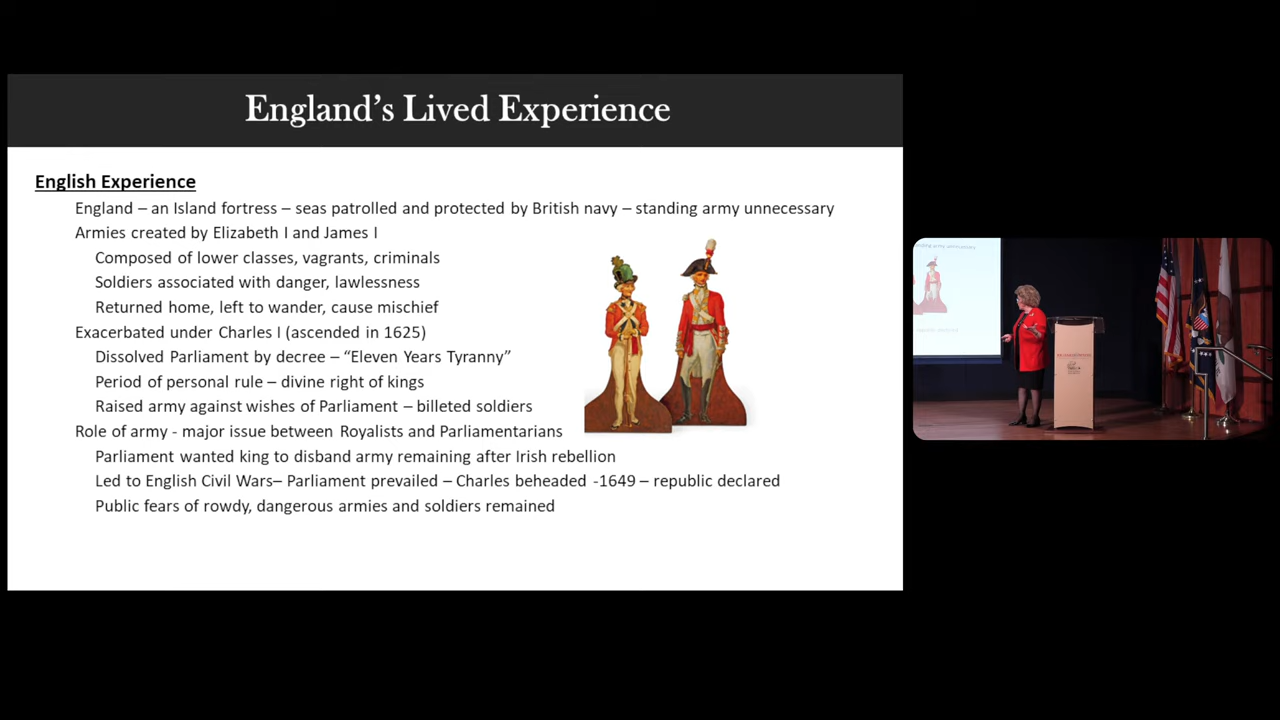 England’s Lived Experience
English Experience
England – an Island fortress – seas patrolled and protected by British navy – standing army unnecessary
Armies created by Elizabeth I and James I
Composed of lower classes, vagrants, criminals
Soldiers associated with danger, lawlessness
Returned home, left to wander, cause mischief
Exacerbated under Charles I (ascended in 1625)
Dissolved Parliament by decree – “Eleven Years Tyranny”
Period of personal rule – divine right of kings
Raised army against wishes of Parliament – billeted soldiers
Role of army - major issue between Royalists and Parliamentarians
Parliament wanted king to disband army remaining after Irish rebellion
Led to English Civil Wars– Parliament prevailed – Charles beheaded -1649 – republic declared
Public fears of rowdy, dangerous armies and soldiers remained